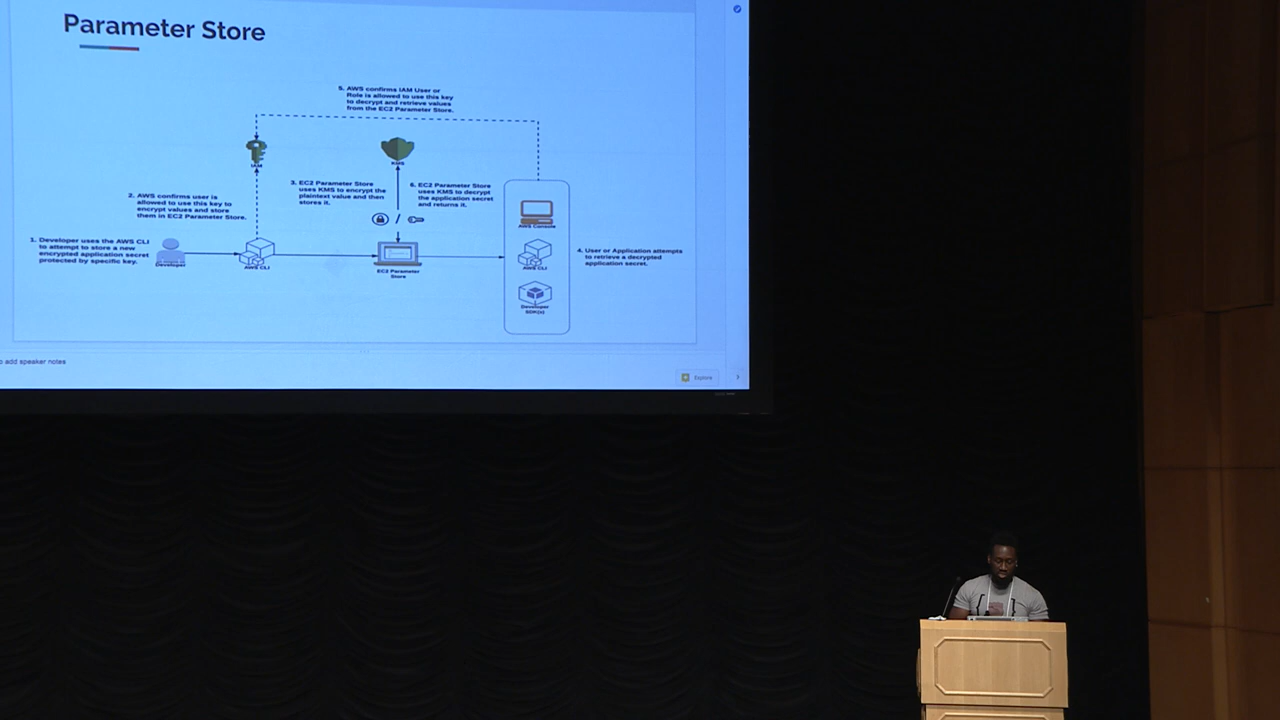 Parameter Store
5. AWS confirms IAM User or
Role is allowed to use this key
to decrypt and retrieve values
from the EC2 Parameter Store.
IAM
KMS
2. AWS confirms user is
allowed to use this key to
encrypt values and store
them in EC2 Parameter Store.
3. EC2 Parameter Store
uses KMS to encrypt the
plaintext value and then
stores it.
6. EC2 Parameter Store
uses KMS to decrypt
the application secret
and returns it.
/
1. Developer uses the AWS CLI
to attempt to store a new
encrypted application secret
protected by specific key.
Developer
AWS CLI
EC2 Parameter
Store
AWS Console
AWS CLI
Developer
SDK(s)
4. User or Application attempts
to retrieve a decrypted
application secret.
o add speaker notes
Explore